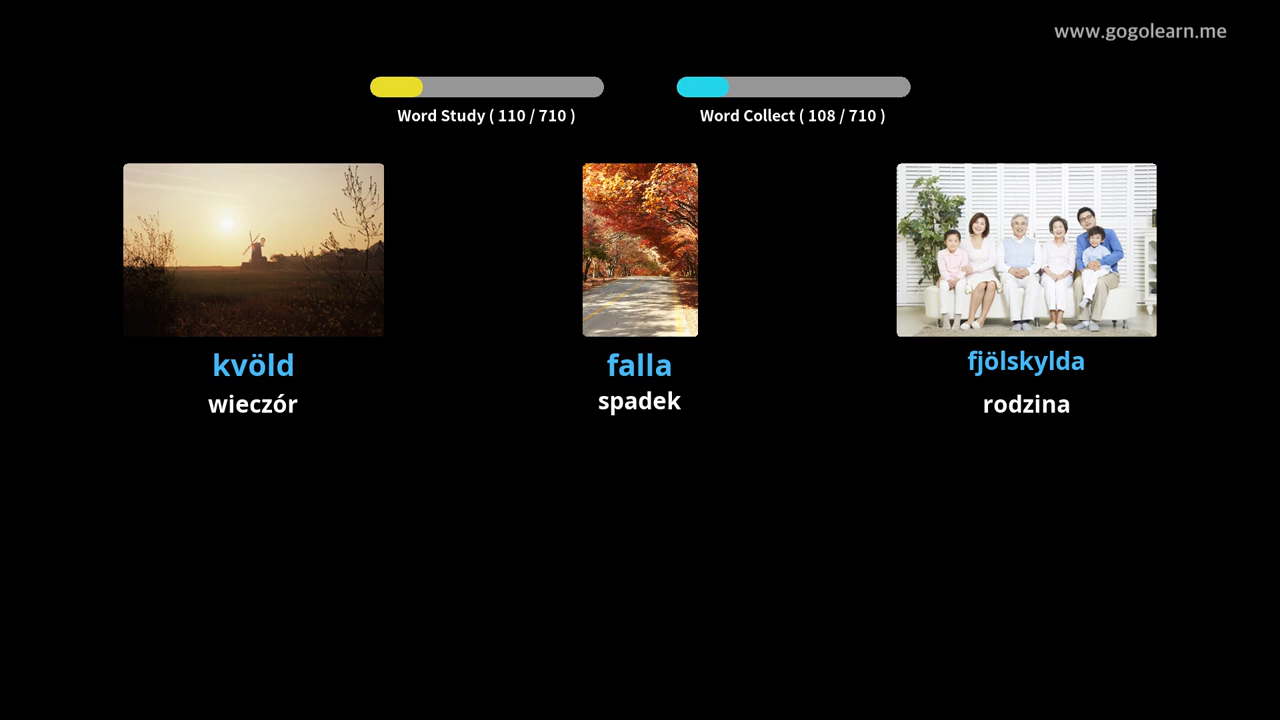 www.gogolearn.me
Word Study ( 110 / 710 )
Word Collect ( 108 / 710 )
kvöld
wieczór
falla
spadek
fjölskylda
rodzina